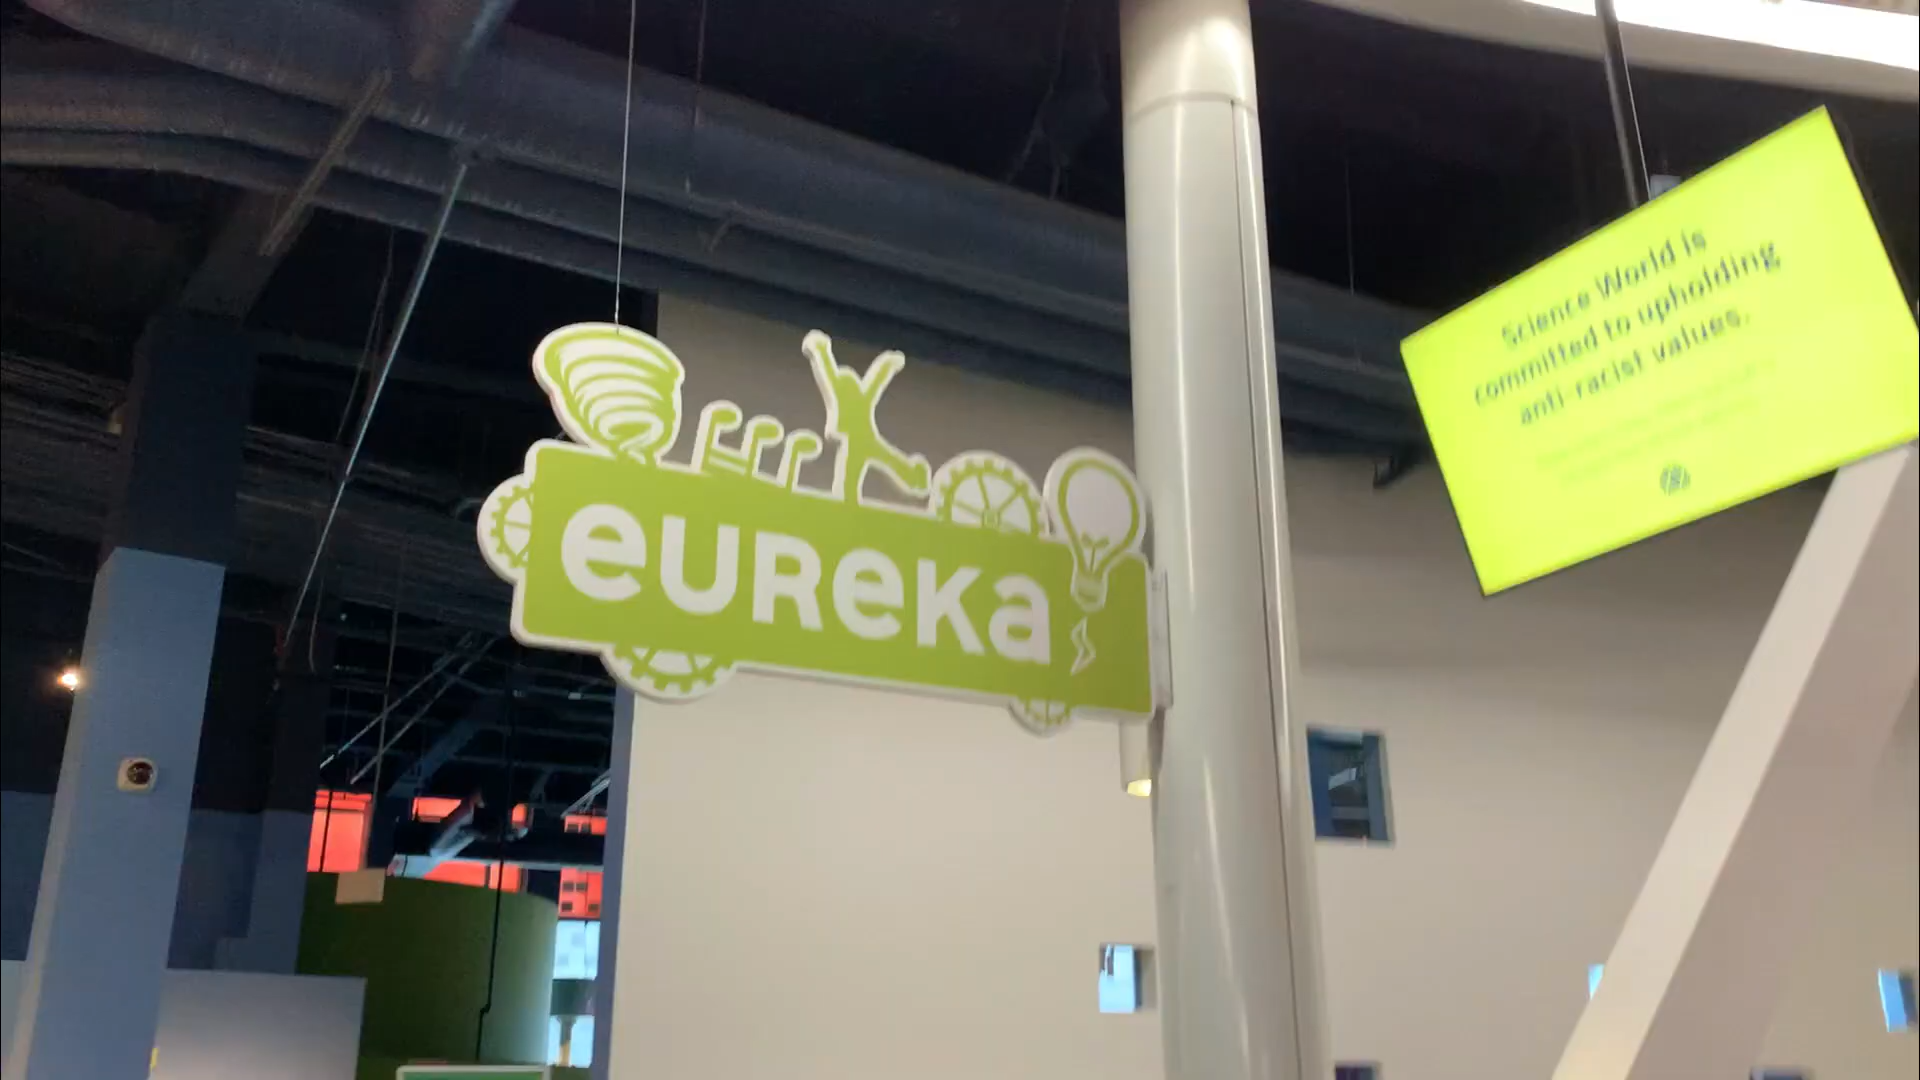 eUReKa
Science World is
committed to upholding
anti-racist values.